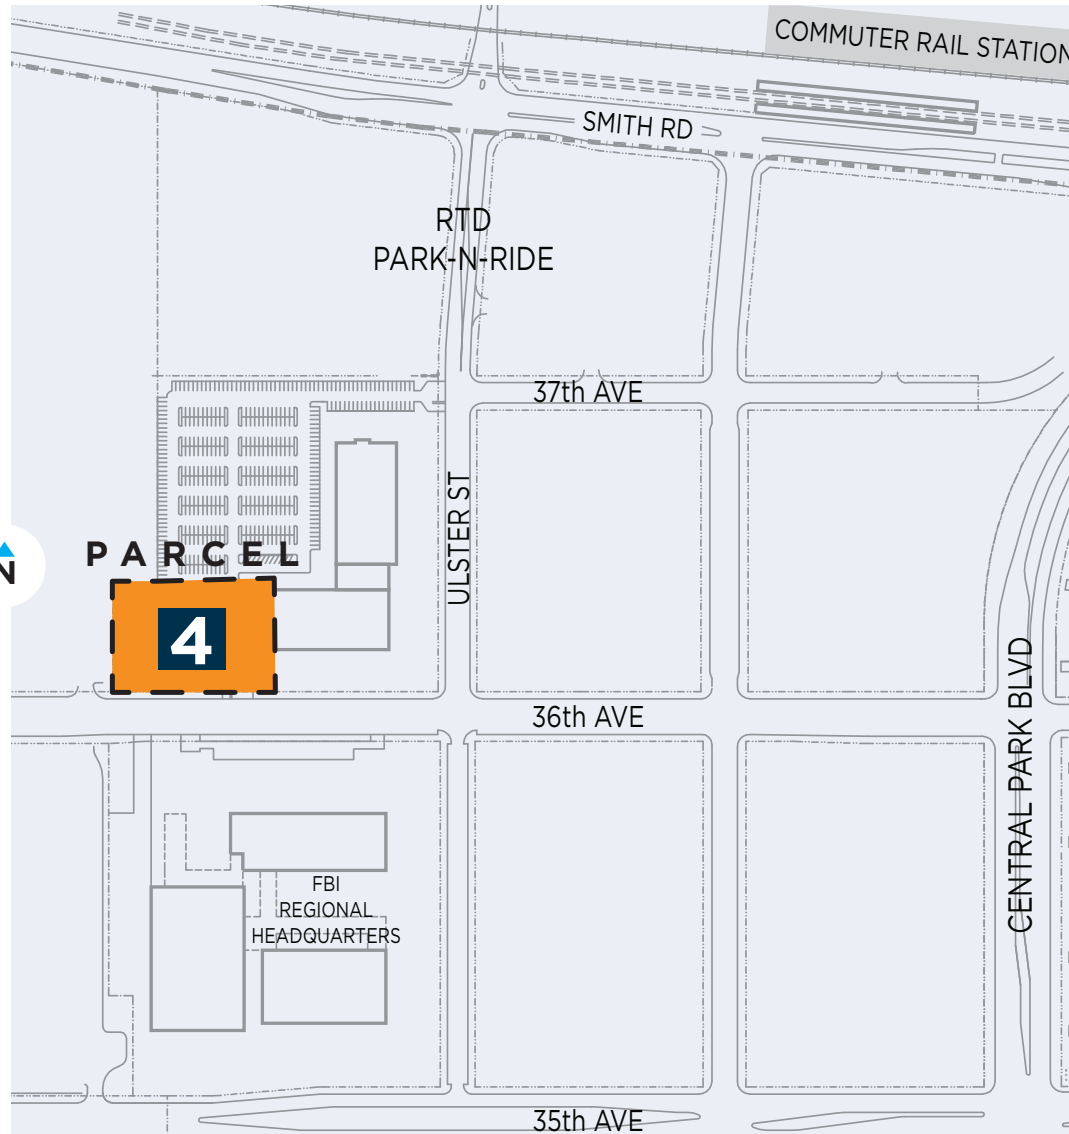 COMMUTER RAIL STATION
SMITH RD
RTD
PARK-N-RIDE
37th AVE
ULSTER ST
N
PARCEL
4
36th AVE
CENTRAL PARK BLVD
FBI
REGIONAL
HEADQUARTERS
35th AVE